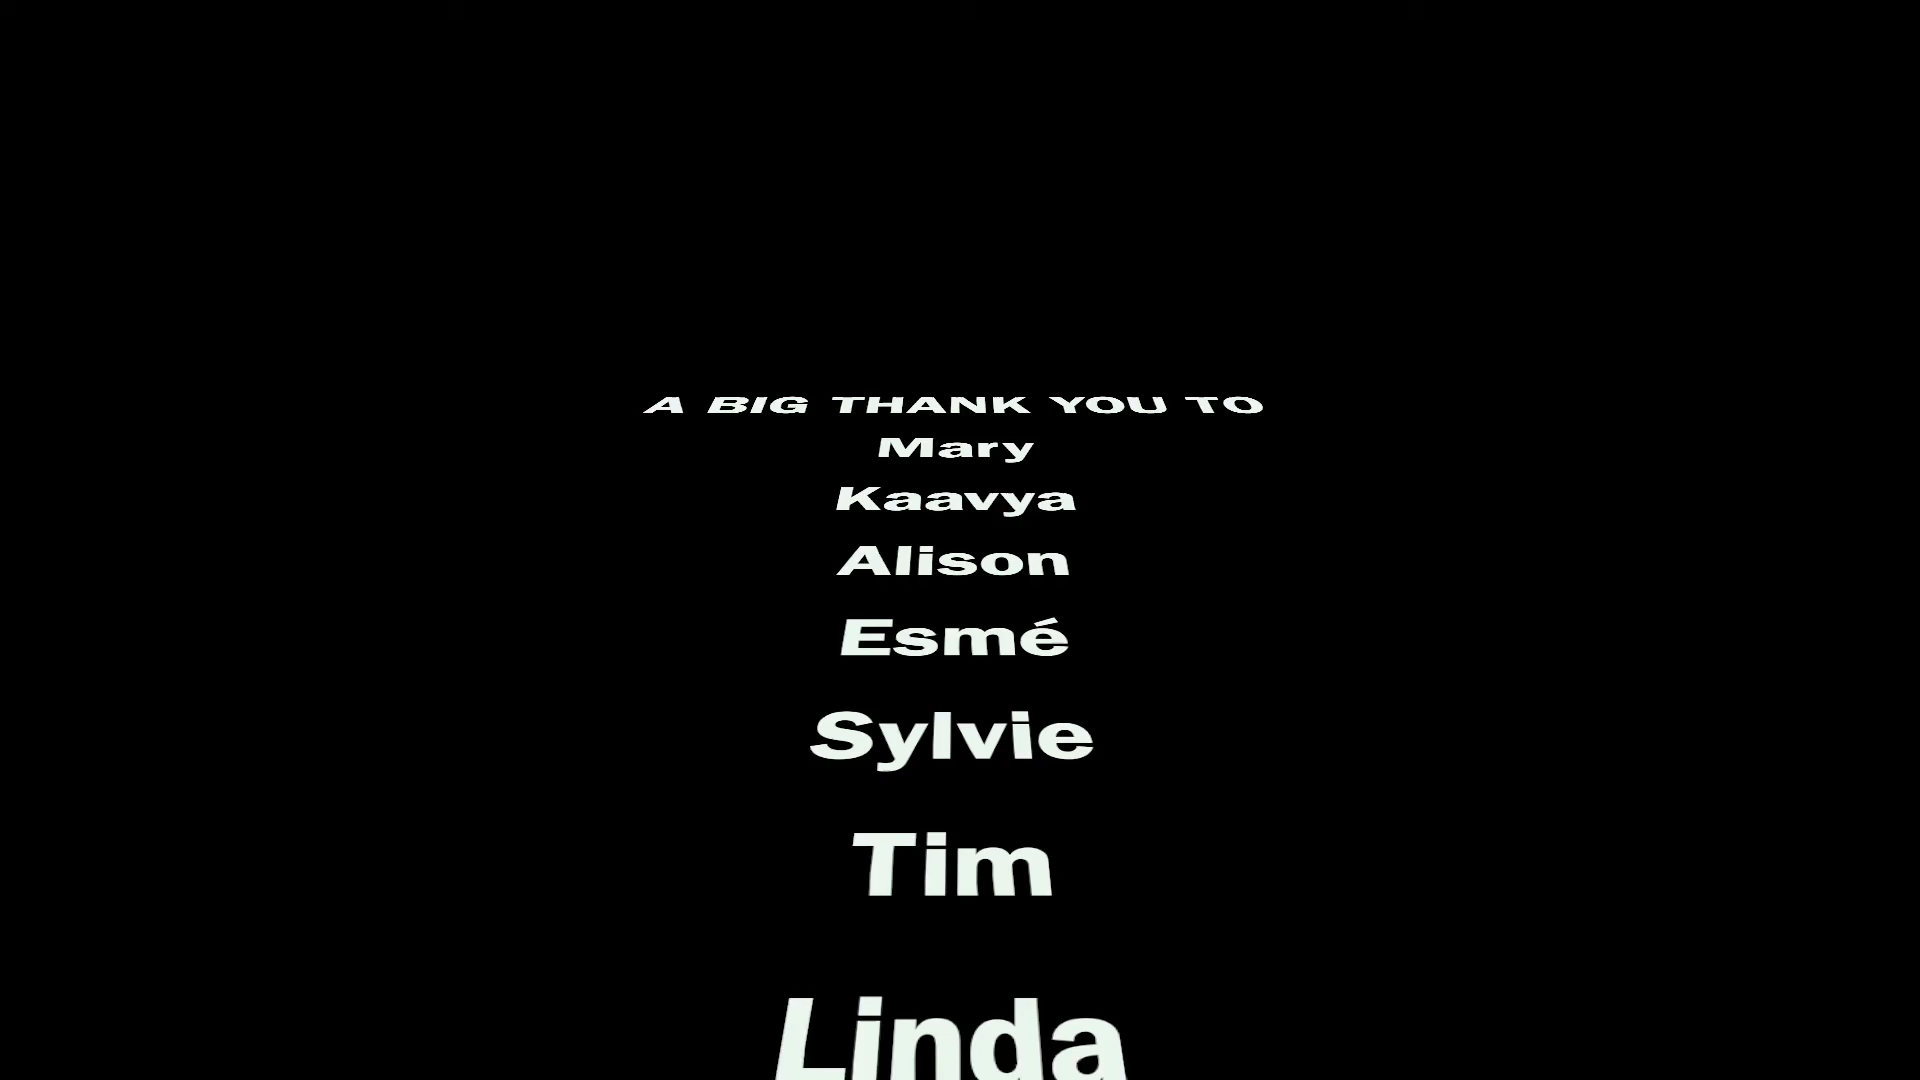 A BIG THANK YOU TO
Mary
Kaavya
Alison
Esmé
Sylvie
Tim
Linda